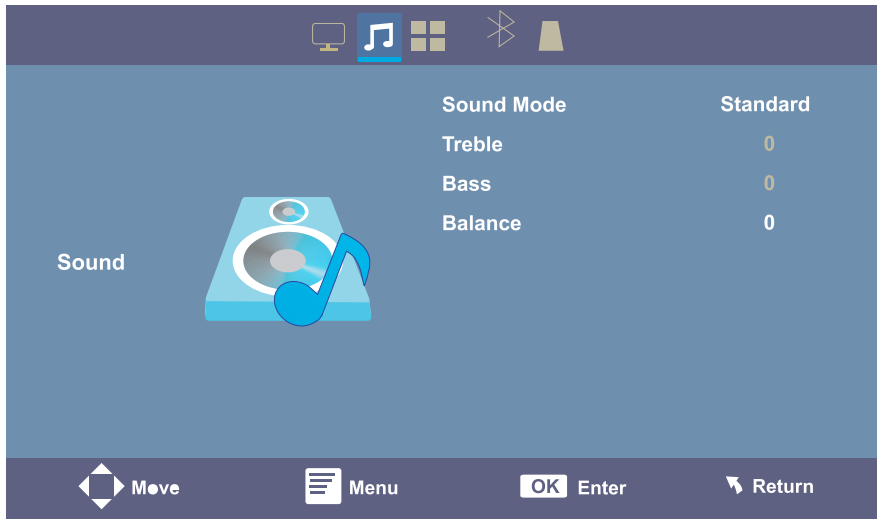 Sound Mode Standard
Treble 0
Bass 0
Balance 0
Sound
Move Menu OK Enter Return